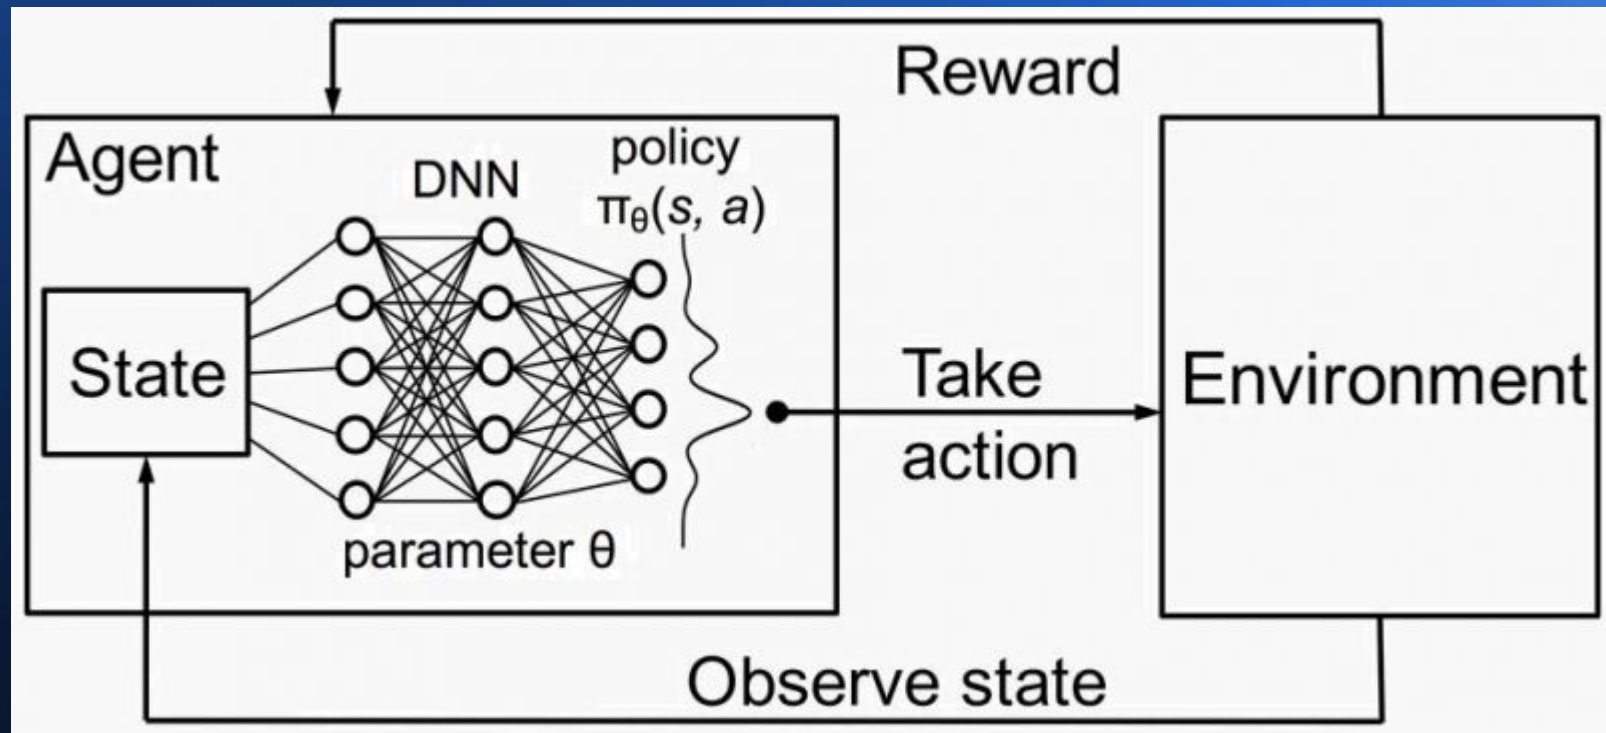 Reward
Agent
policy
DNN
πθ(s, a)
State
Take
action
Environment
parameter θ
Observe state